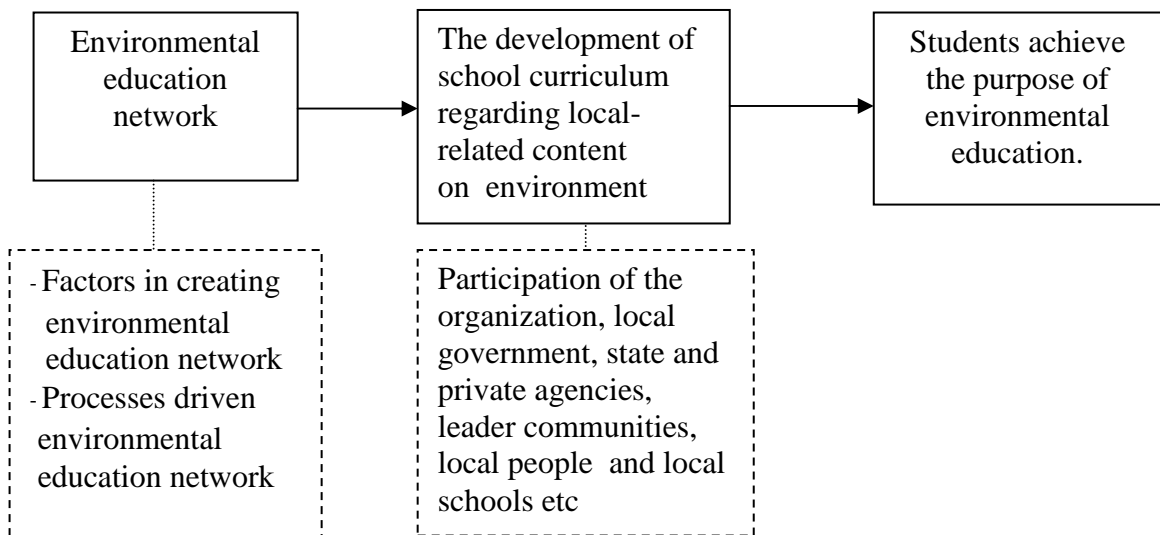 Environmental
education
network
The development of
school curriculum
regarding local-
related content
on environment
Students achieve
the purpose of
environmental
education.
- Factors in creating
environmental
education network
- Processes driven
environmental
education network
Participation of the
organization, local
government, state and
private agencies,
leader communities,
local people and local
schools etc